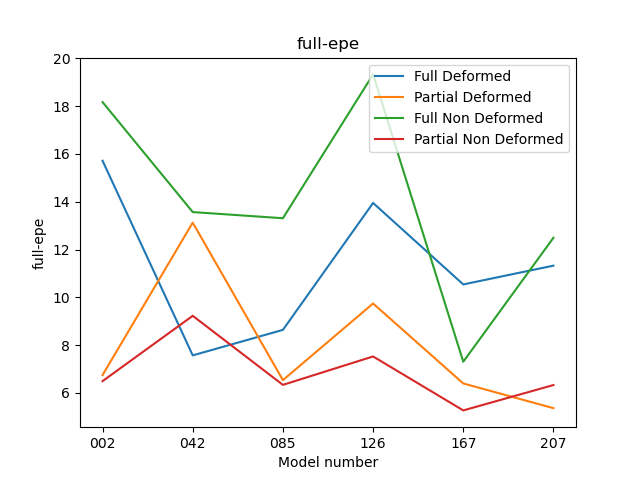 full-epe
20
18
16
14
12
10
8
6
full-epe
002 042 085 126 167 207
Model number
Full Deformed
Partial Deformed
Full Non Deformed
Partial Non Deformed